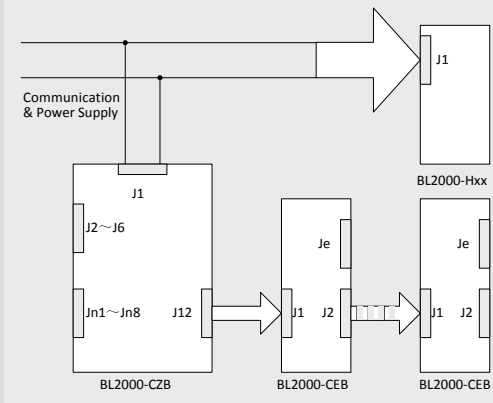 J1
Communication
& Power Supply
BL2000-Hxx
J1
J2～J6
Je
Je
Jn1～Jn8
J12
J1
J2
J1
J2
BL2000-CZB
BL2000-CEB
BL2000-CEB